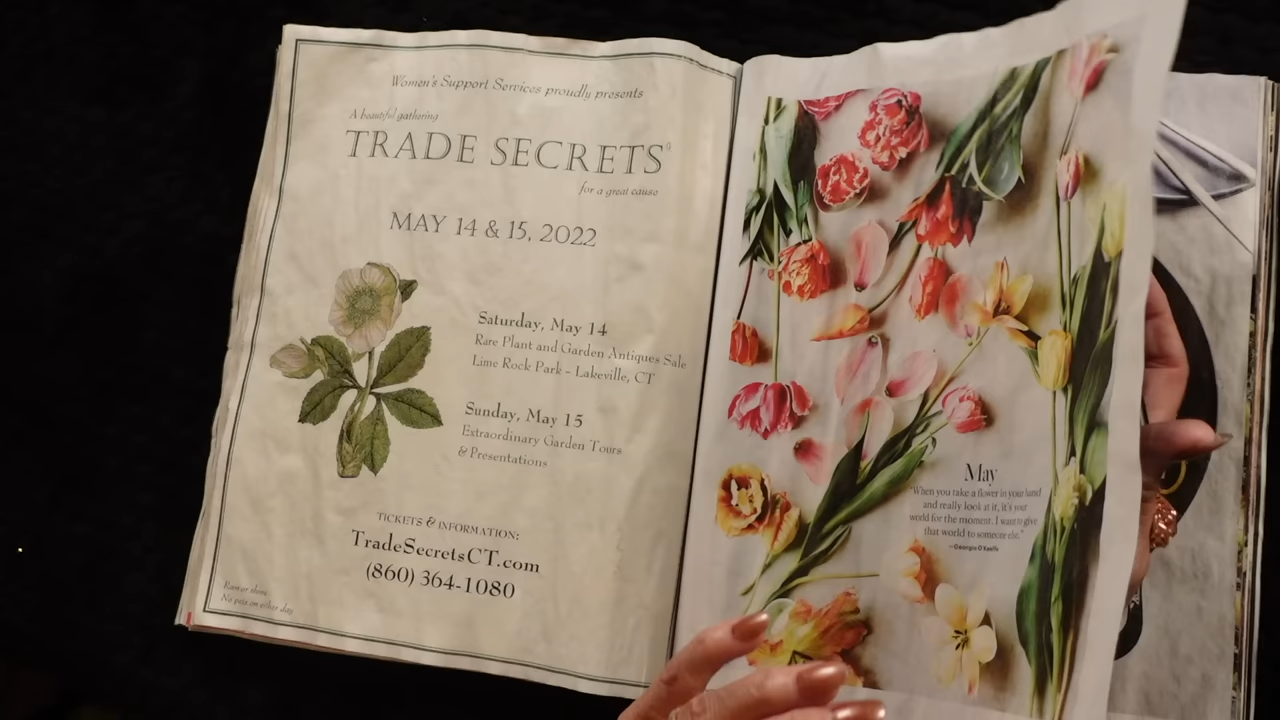 Women's Support Services proudly presents
A beautiful gathering
TRADE SECRETS®
for a great cause
MAY 14 & 15, 2022
Saturday, May 14
Rare Plant and Garden Antiques Sale
Lime Rock Park - Lakeville, CT
Sunday, May 15
Extraordinary Garden Tours
& Presentations
TICKETS & INFORMATION:
TradeSecretsCT.com
(860) 364-1080
Rain or shine
No pets on either day
May
"When you take a flower in your hand
and really look at it, it's your
world for the moment. I want to give
that world to someone else."
—Georgia O'Keeffe